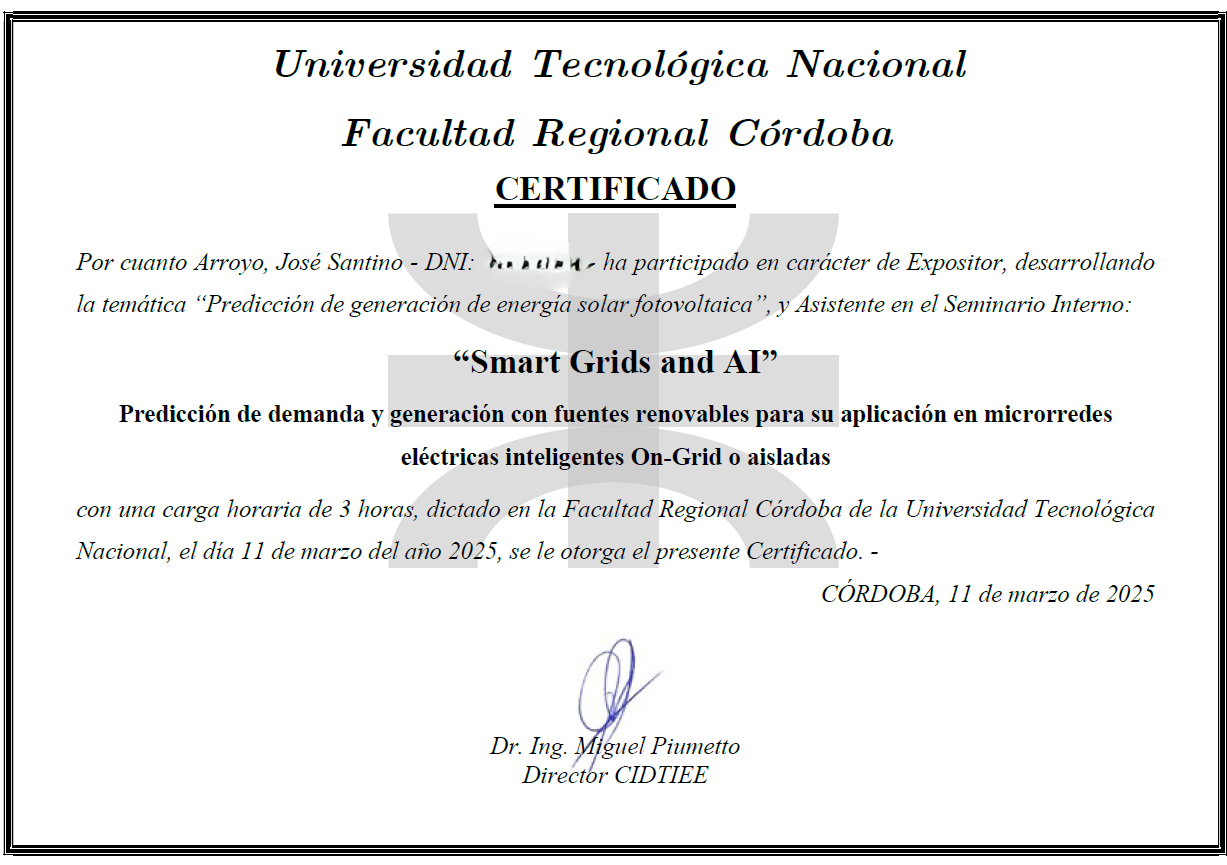 Universidad Tecnológica Nacional
Facultad Regional Córdoba
CERTIFICADO
Por cuanto Arroyo, José Santino - DNI: ha participado en carácter de Expositor, desarrollando
la temática “Predicción de generación de energía solar fotovoltaica”, y Asistente en el Seminario Interno:
“Smart Grids and AI”
Predicción de demanda y generación con fuentes renovables para su aplicación en microrredes
eléctricas inteligentes On-Grid o aisladas
con una carga horaria de 3 horas, dictado en la Facultad Regional Córdoba de la Universidad Tecnológica
Nacional, el día 11 de marzo del año 2025, se le otorga el presente Certificado. -
CÓRDOBA, 11 de marzo de 2025
Dr. Ing. Miguel Piumetto
Director CIDTIEE